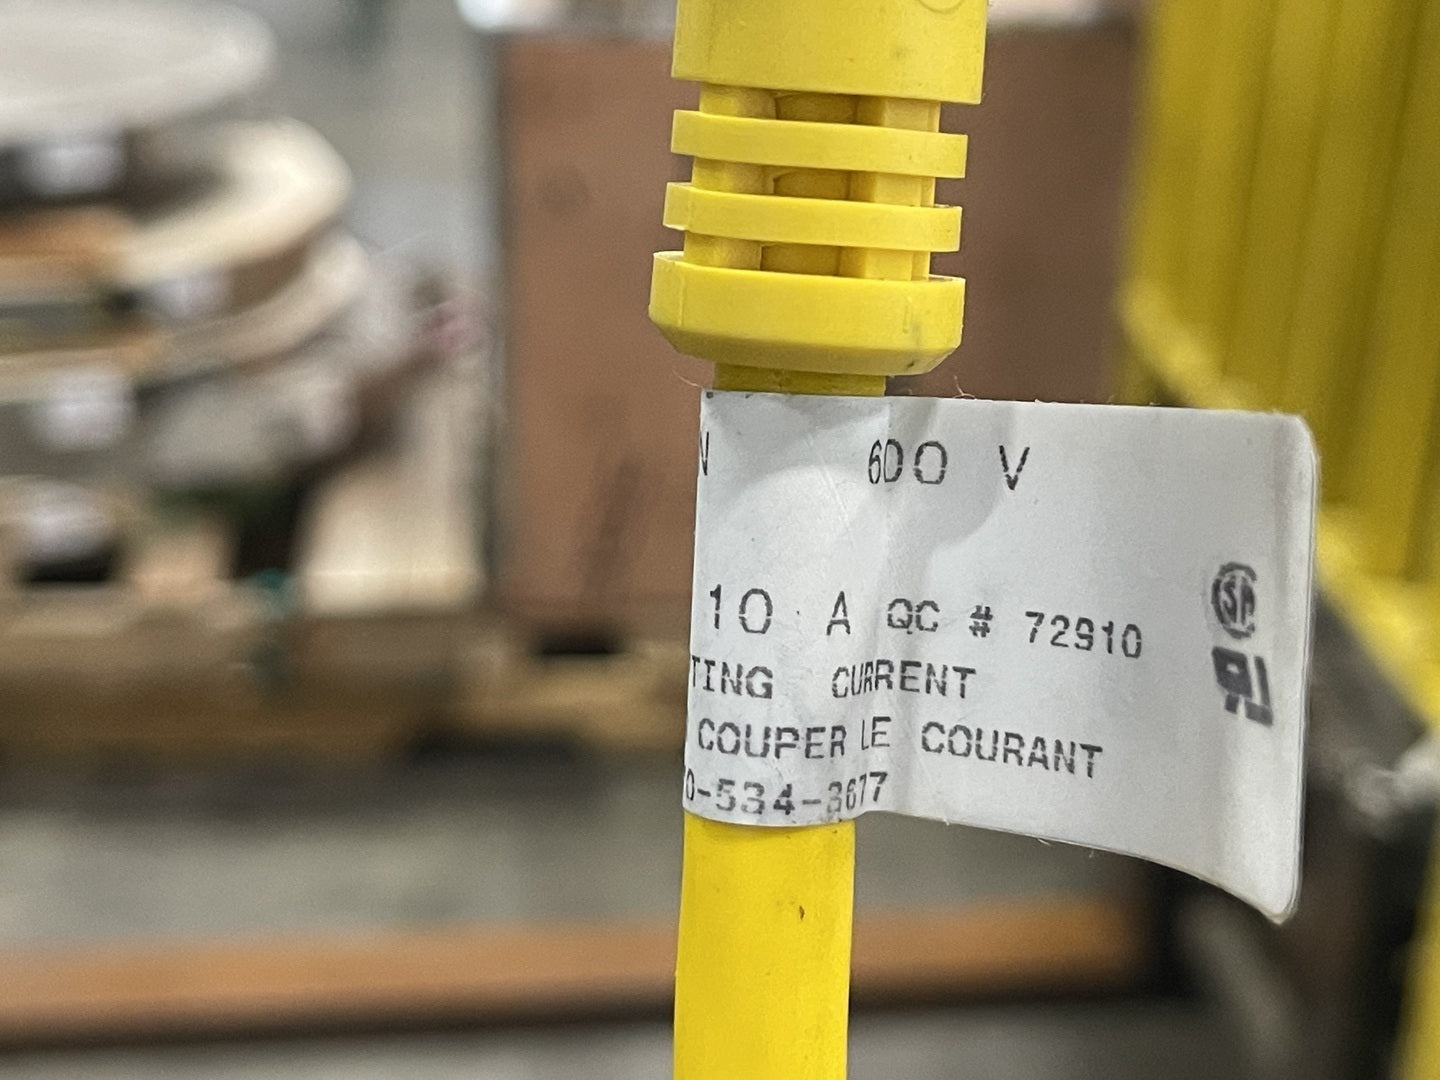 N 600 V
10 A QC # 72910
TING CURRENT
COUPER LE COURANT
0-534-3677